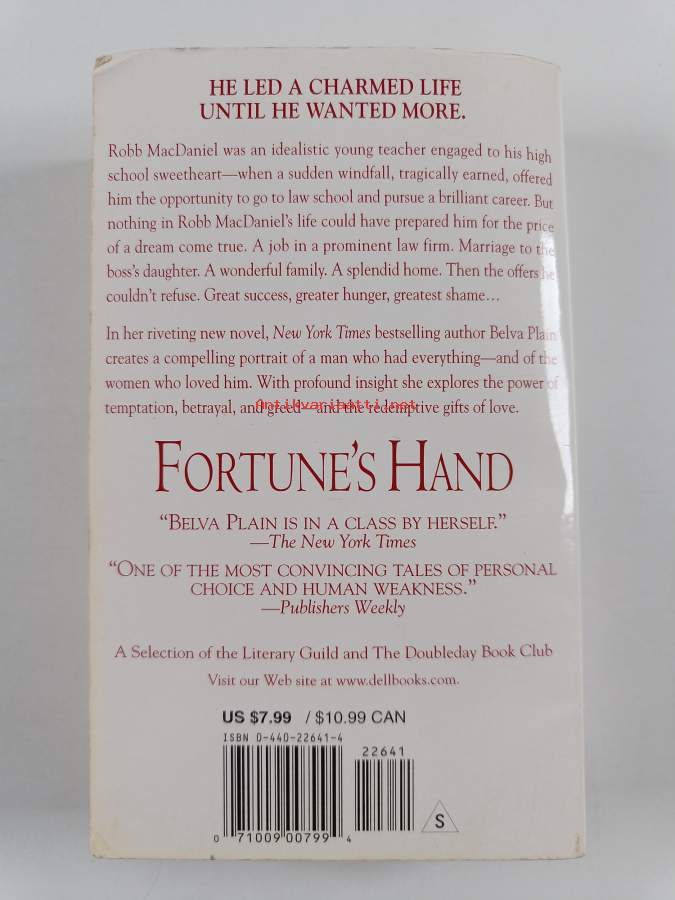 HE LED A CHARMED LIFE
UNTIL HE WANTED MORE.
Robb MacDaniel was an idealistic young teacher engaged to his high
school sweetheart—when a sudden windfall, tragically earned, offered
him the opportunity to go to law school and pursue a brilliant career. But
nothing in Robb MacDaniel's life could have prepared him for the price
of a dream come true. A job in a prominent law firm. Marriage to the
boss's daughter. A wonderful family. A splendid home. Then the offers he
couldn't refuse. Great success, greater hunger, greatest shame…
In her riveting new novel, New York Times bestselling author Belva Plain
creates a compelling portrait of a man who had everything—and of the
women who loved him. With profound insight she explores the power of
temptation, betrayal, and greed—and the redemptive gifts of love.
Antikvariaatti.net
FORTUNE'S HAND
"BELVA PLAIN IS IN A CLASS BY HERSELF."
—The New York Times
"ONE OF THE MOST CONVINCING TALES OF PERSONAL
CHOICE AND HUMAN WEAKNESS."
—Publishers Weekly
A Selection of the Literary Guild and The Doubleday Book Club
Visit our Web site at www.dellbooks.com.
US $7.99 / $10.99 CAN
ISBN 0-440-22641-4
22641
0 71009 00799 4
S